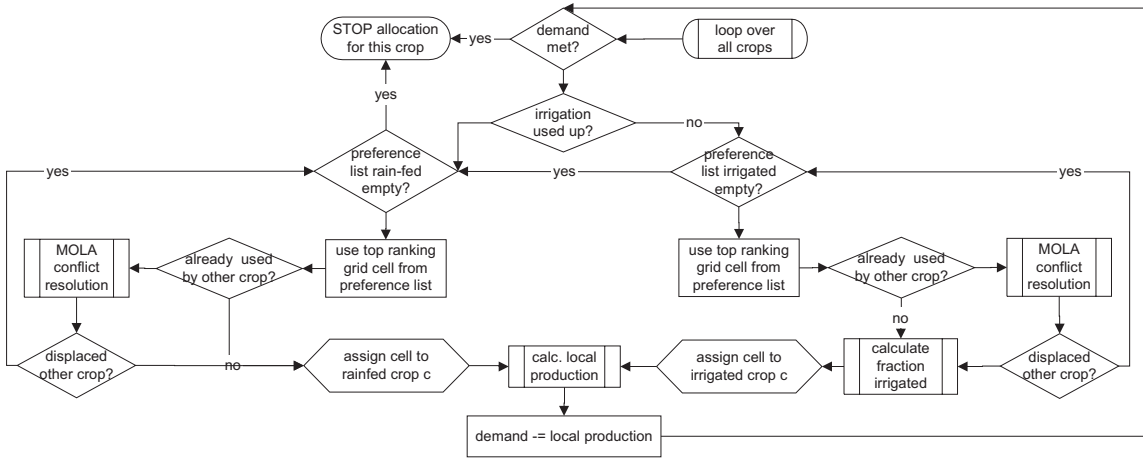 STOP allocation
for this crop
yes
demand
met?
loop over
all crops
yes
irrigation
used up?
no
yes
preference
list rain-fed
empty?
yes
preference
list irrigated
empty?
yes
MOLA
conflict
resolution
already used
by other crop?
use top ranking
grid cell from
preference list
use top ranking
grid cell from
preference list
already used
by other crop?
MOLA
conflict
resolution
no
displaced
other crop?
no
assign cell to
rainfed crop c
calc. local
production
assign cell to
irrigated crop c
calculate
fraction
irrigated
displaced
other crop?
demand -= local production